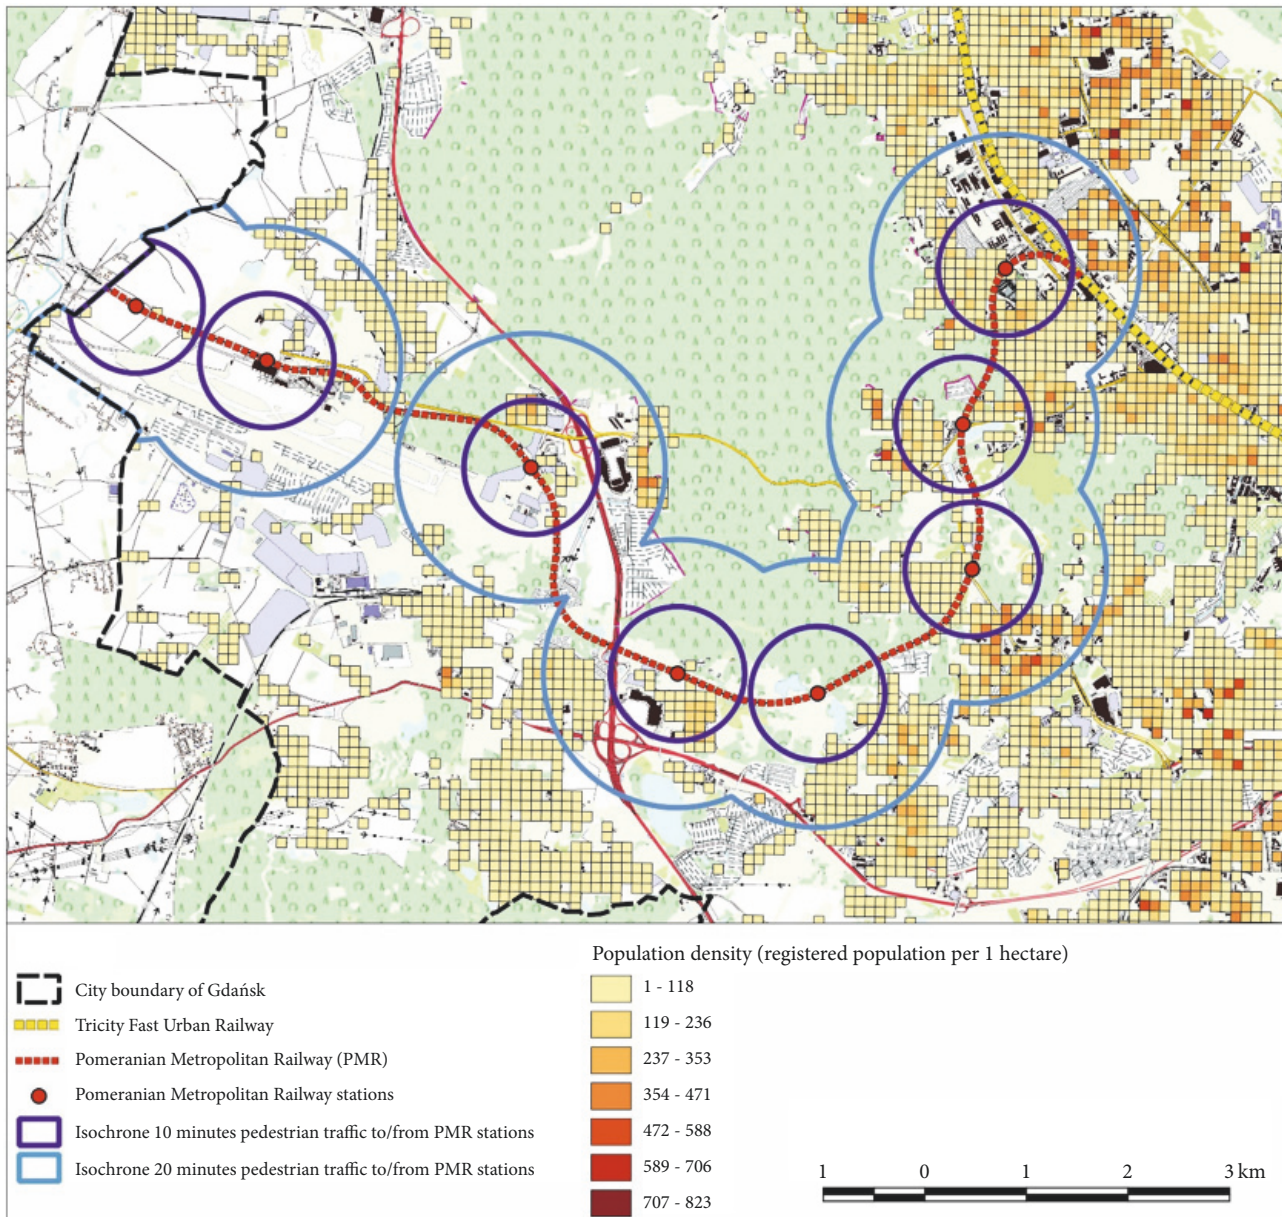 City boundary of Gdańsk
Tricity Fast Urban Railway
Pomeranian Metropolitan Railway (PMR)
Pomeranian Metropolitan Railway stations
Isochrone 10 minutes pedestrian traffic to/from PMR stations
Isochrone 20 minutes pedestrian traffic to/from PMR stations
Population density (registered population per 1 hectare)
1 - 118
119 - 236
237 - 353
354 - 471
472 - 588
589 - 706
707 - 823
1 0 1 2 3 km